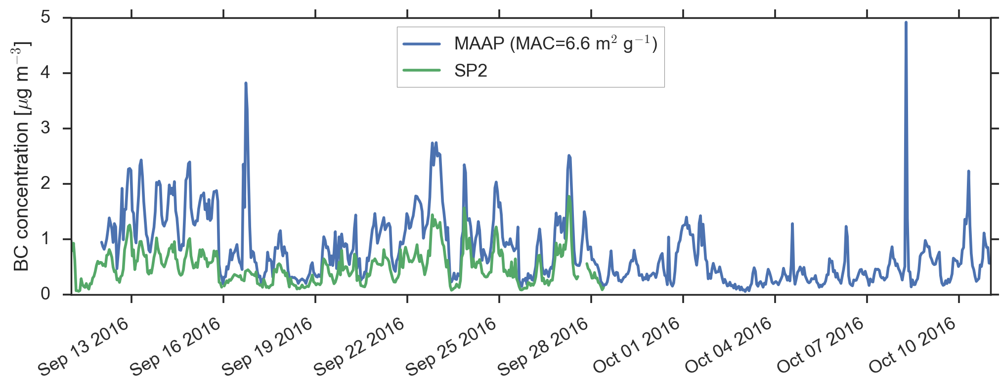 BC concentration [μg m⁻³]
5
4
3
2
1
0
MAAP (MAC=6.6 m² g⁻¹)
SP2
Sep 13 2016
Sep 16 2016
Sep 19 2016
Sep 22 2016
Sep 25 2016
Sep 28 2016
Oct 01 2016
Oct 04 2016
Oct 07 2016
Oct 10 2016